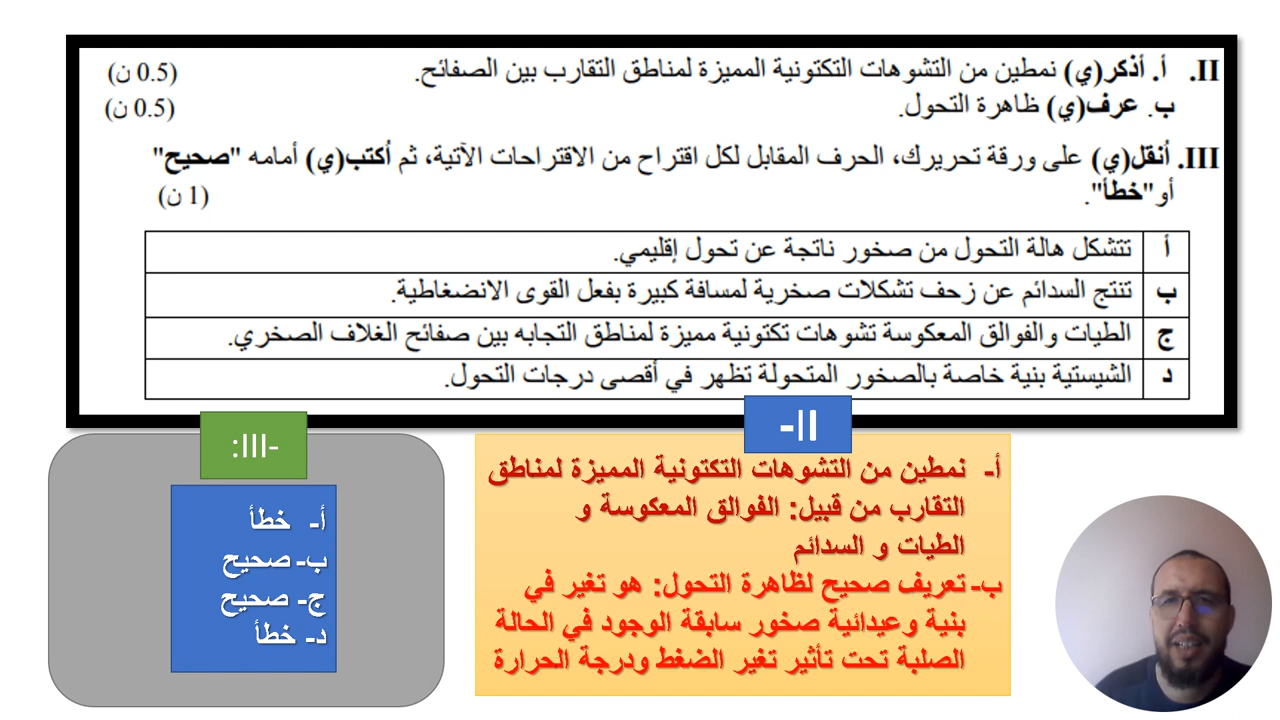 II. أ. أذكر(ي) نمطين من التشوهات التكتونية المميزة لمناطق التقارب بين الصفائح. (0.5 ن)
ب. عرف(ي) ظاهرة التحول. (0.5 ن)
III. أنقل(ي) على ورقة تحريرك، الحرف المقابل لكل اقتراح من الاقتراحات الآتية، ثم أكتب(ي) أمامه "صحيح"
أو"خطأ". (1 ن)
أ تتشكل هالة التحول من صخور ناتجة عن تحول إقليمي.
ب تنتج السدائم عن زحف تشكلات صخرية لمسافة كبيرة بفعل القوى الانضغاطية.
ج الطيات والفوالق المعكوسة تشوهات تكتونية مميزة لمناطق التجابه بين صفائح الغلاف الصخري.
د الشيستية بنية خاصة بالصخور المتحولة تظهر في أقصى درجات التحول.
II-
أ- نمطين من التشوهات التكتونية المميزة لمناطق
التقارب من قبيل: الفوالق المعكوسة و
الطيات و السدائم
ب- تعريف صحيح لظاهرة التحول: هو تغير في
بنية وعيدائية صخور سابقة الوجود في الحالة
الصلبة تحت تأثير تغير الضغط ودرجة الحرارة
-III:
أ- خطأ
ب- صحيح
ج- صحيح
د- خطأ